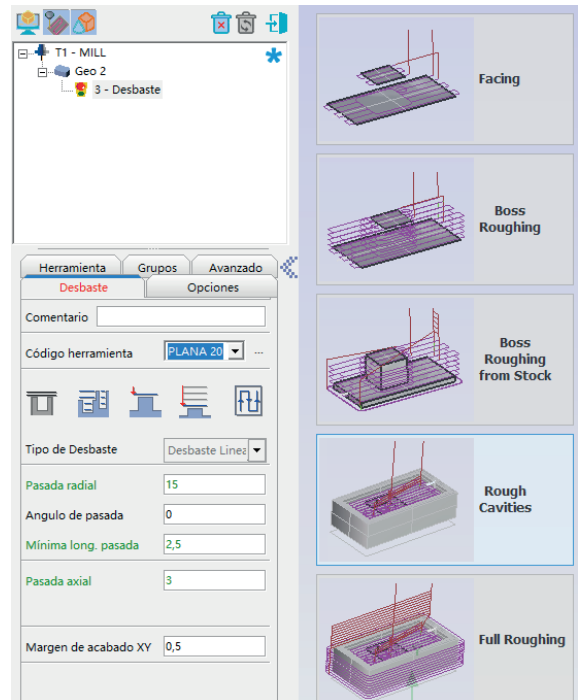 T1 - MILL
Geo 2
3 - Desbaste
Herramienta
Grupos
Avanzado
Desbaste
Opciones
Comentario
Código herramienta
PLANA 20
...
Tipo de Desbaste
Desbaste Linea
Pasada radial
15
Angulo de pasada
0
Mínima long. pasada
2,5
Pasada axial
3
Margen de acabado XY
0,5
Facing
Boss
Roughing
Boss
Roughing
from Stock
Rough
Cavities
Full Roughing